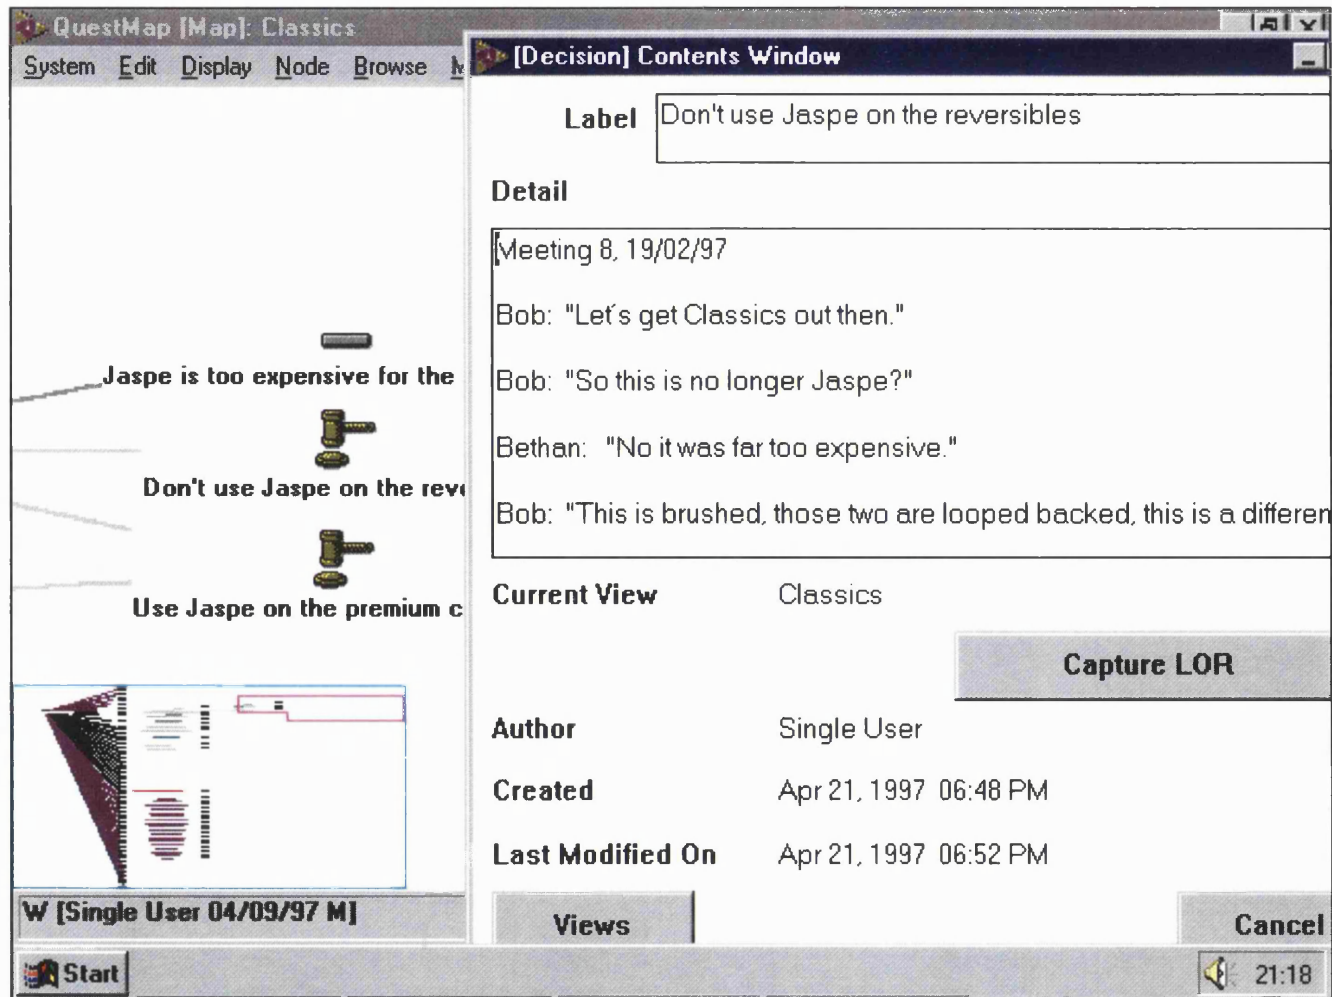 QuestMap [Map]: Classics
System Edit Display Node Browse
[Decision] Contents Window
Label Don't use Jaspe on the reversibles
Detail
Meeting 8, 19/02/97
Bob: "Let's get Classics out then."
Bob: "So this is no longer Jaspe?"
Bethan: "No it was far too expensive."
Bob: "This is brushed, those two are looped backed, this is a differen
Jaspe is too expensive for the
Don't use Jaspe on the reve
Use Jaspe on the premium c
Current View Classics
Capture LOR
Author Single User
Created Apr 21, 1997 06:48 PM
Last Modified On Apr 21, 1997 06:52 PM
Views Cancel
W [Single User 04/09/97 M]
Start 21:18